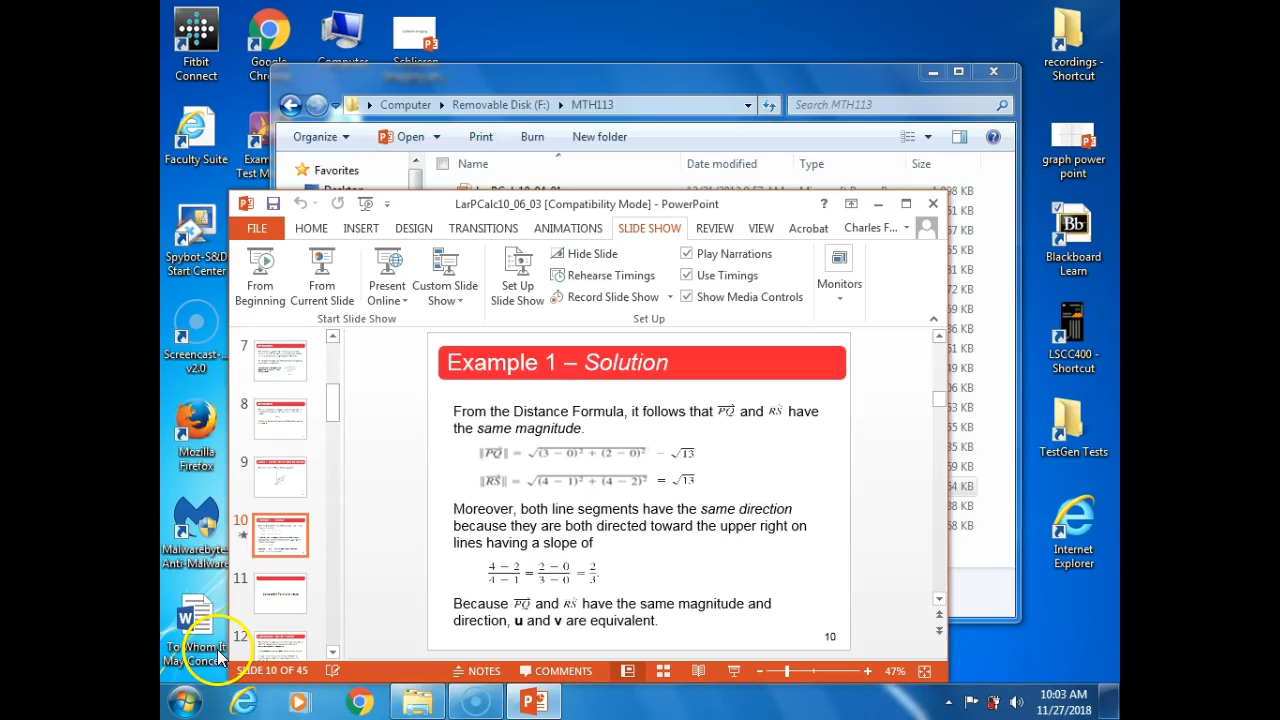 Fitbit
Connect
Google
Computer
Schlieren
recordings -
Shortcut
Computer
Removable Disk (F:)
MTH113
Search MTH113
Organize
Open
Print
Burn
New folder
Faculty Suite
graph power
point
Favorites
Name
Date modified
Type
Size
LarPCalc10_06_03 [Compatibility Mode] - PowerPoint
FILE
HOME
INSERT
DESIGN
TRANSITIONS
ANIMATIONS
SLIDE SHOW
REVIEW
VIEW
Acrobat
Charles F...
Spybot-S&D
Start Center
Blackboard
Learn
From
Beginning
From
Current Slide
Present
Online
Custom Slide
Show
Set Up
Slide Show
Hide Slide
Rehearse Timings
Record Slide Show
Play Narrations
Use Timings
Show Media Controls
Monitors
Start Slide Show
Set Up
Screencast-...
v2.0
LSCC400 -
Shortcut
7
8
9
10
11
12
Example 1 – Solution
From the Distance Formula, it follows that PQ and RS have
the same magnitude.
||PQ|| = √(3 − 0)² + (2 − 0)² = √13
||RS|| = √(4 − 1)² + (4 − 2)² = √13
Moreover, both line segments have the same direction
because they are both directed toward the upper right on
lines having a slope of
4 − 2 / 4 − 1 = 2 − 0 / 3 − 0 = 2 / 3.
Because PQ and RS have the same magnitude and
direction, u and v are equivalent.
10
Mozilla
Firefox
TestGen Tests
Malwarebyte...
Anti-Malware
Internet
Explorer
To Whom It
May Concern
SLIDE 10 OF 45
NOTES
COMMENTS
47%
10:03 AM
11/27/2018